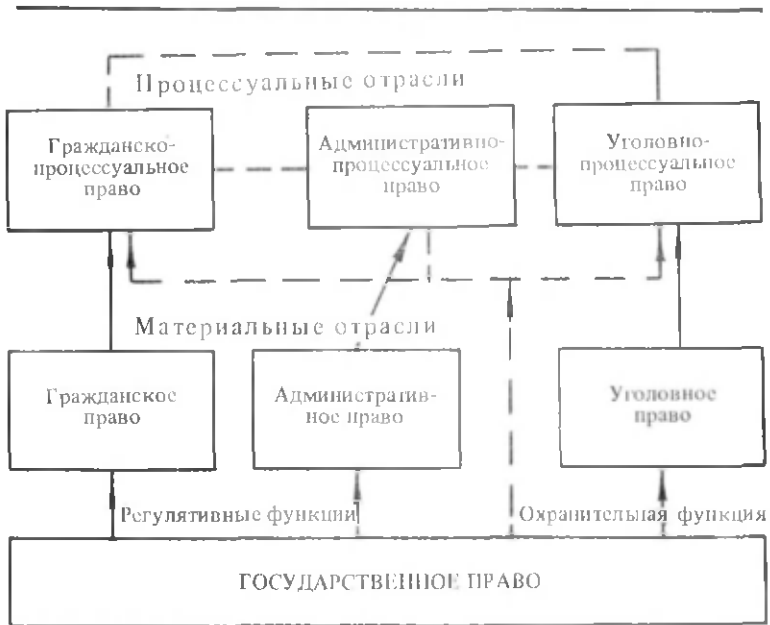 Процессуальные отрасли
Гражданско-
процессуальное
право
Административно-
процессуальное
право
Уголовно-
процессуальное
право
Материальные отрасли
Гражданское
право
Административ-
ное право
Уголовное
право
Регулятивные функции
Охранительная функция
ГОСУДАРСТВЕННОЕ ПРАВО